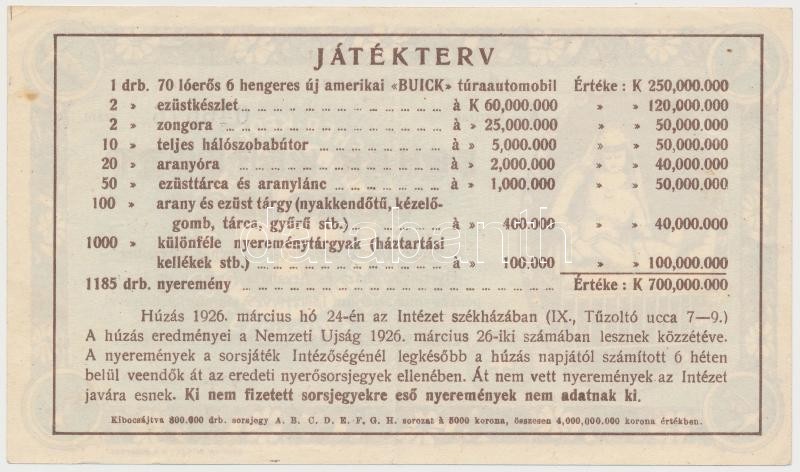 JÁTÉKTERV
1 drb. 70 lóerős 6 hengeres új amerikai «BUICK» túraautomobil Értéke : K 250,000.000
2 » ezüstkészlet ... à K 60,000.000 » » 120,000.000
2 » zongora ... à » 25,000.000 » » 50,000.000
10 » teljes hálószobabútor ... à » 5,000.000 » » 50,000.000
20 » aranyóra ... à » 2,000.000 » » 40,000.000
50 » ezüsttárca és aranylánc ... à » 1,000.000 » » 50,000.000
100 » arany és ezüst tárgy (nyakkendőtű, kézelő-
gomb, tárca, gyűrű stb.) ... à » 400.000 » » 40,000.000
1000 » különféle nyereménytárgyak (háztartási
kellékek stb.) ... à » 100.000 » » 100,000.000
1185 drb. nyeremény ... Értéke : K 700,000.000
Húzás 1926. március hó 24-én az Intézet székházában (IX., Tűzoltó ucca 7—9.)
A húzás eredményei a Nemzeti Ujság 1926. március 26-iki számában lesznek közzétéve.
A nyeremények a sorsjáték Intézőségénél legkésőbb a húzás napjától számított 6 héten
belül veendők át az eredeti nyerősorsjegyek ellenében. Át nem vett nyeremények az Intézet
javára esnek. Ki nem fizetett sorsjegyekre eső nyeremények nem adatnak ki.
Kibocsájtva 800.000 drb. sorsjegy A. B. C. D. E. F. G. H. sorozat à 5000 korona, összesen 4,000,000.000 korona értékben.
darabanth